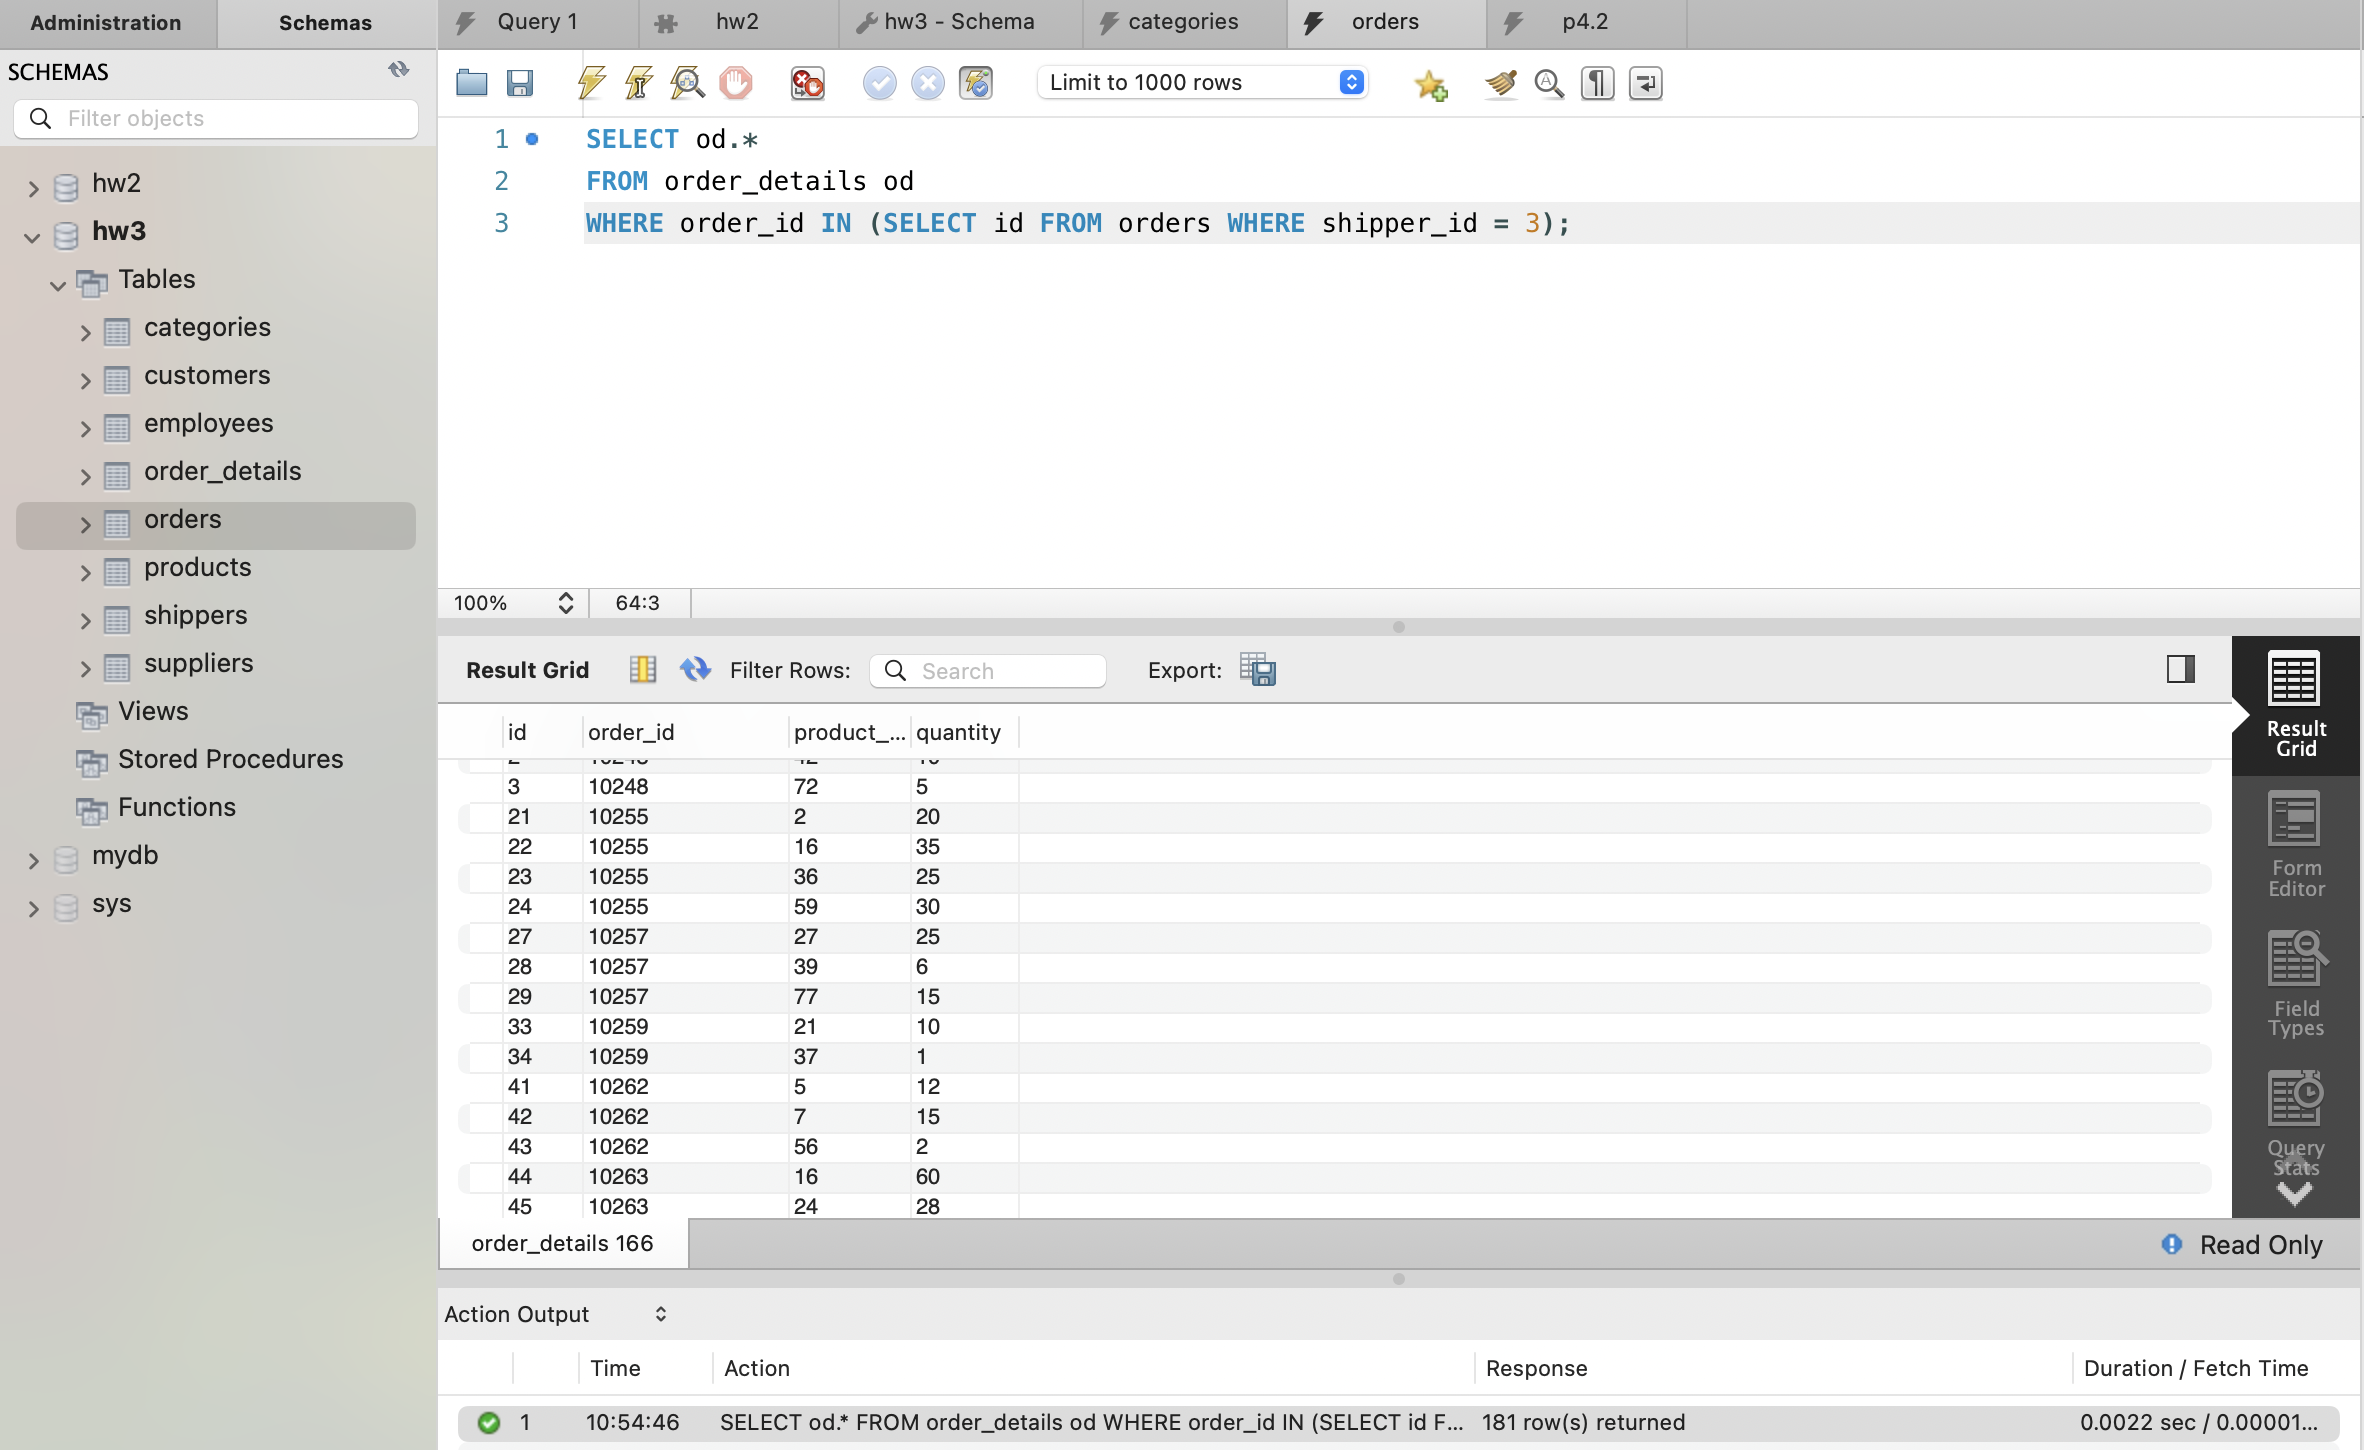 Administration Schemas Query 1 hw2 hw3 - Schema categories orders p4.2
SCHEMAS
Filter objects
Limit to 1000 rows
1 SELECT od.*
2 FROM order_details od
3 WHERE order_id IN (SELECT id FROM orders WHERE shipper_id = 3);
hw2
hw3
Tables
categories
customers
employees
order_details
orders
products
shippers
suppliers
Views
Stored Procedures
Functions
mydb
sys
100% 64:3
Result Grid Filter Rows: Search Export:
id order_id product_... quantity
3 10248 72 5
21 10255 2 20
22 10255 16 35
23 10255 36 25
24 10255 59 30
27 10257 27 25
28 10257 39 6
29 10257 77 15
33 10259 21 10
34 10259 37 1
41 10262 5 12
42 10262 7 15
43 10262 56 2
44 10263 16 60
45 10263 24 28
Result
Grid
Form
Editor
Field
Types
Query
Stats
order_details 166 Read Only
Action Output
Time Action Response Duration / Fetch Time
1 10:54:46 SELECT od.* FROM order_details od WHERE order_id IN (SELECT id F... 181 row(s) returned 0.0022 sec / 0.00001...